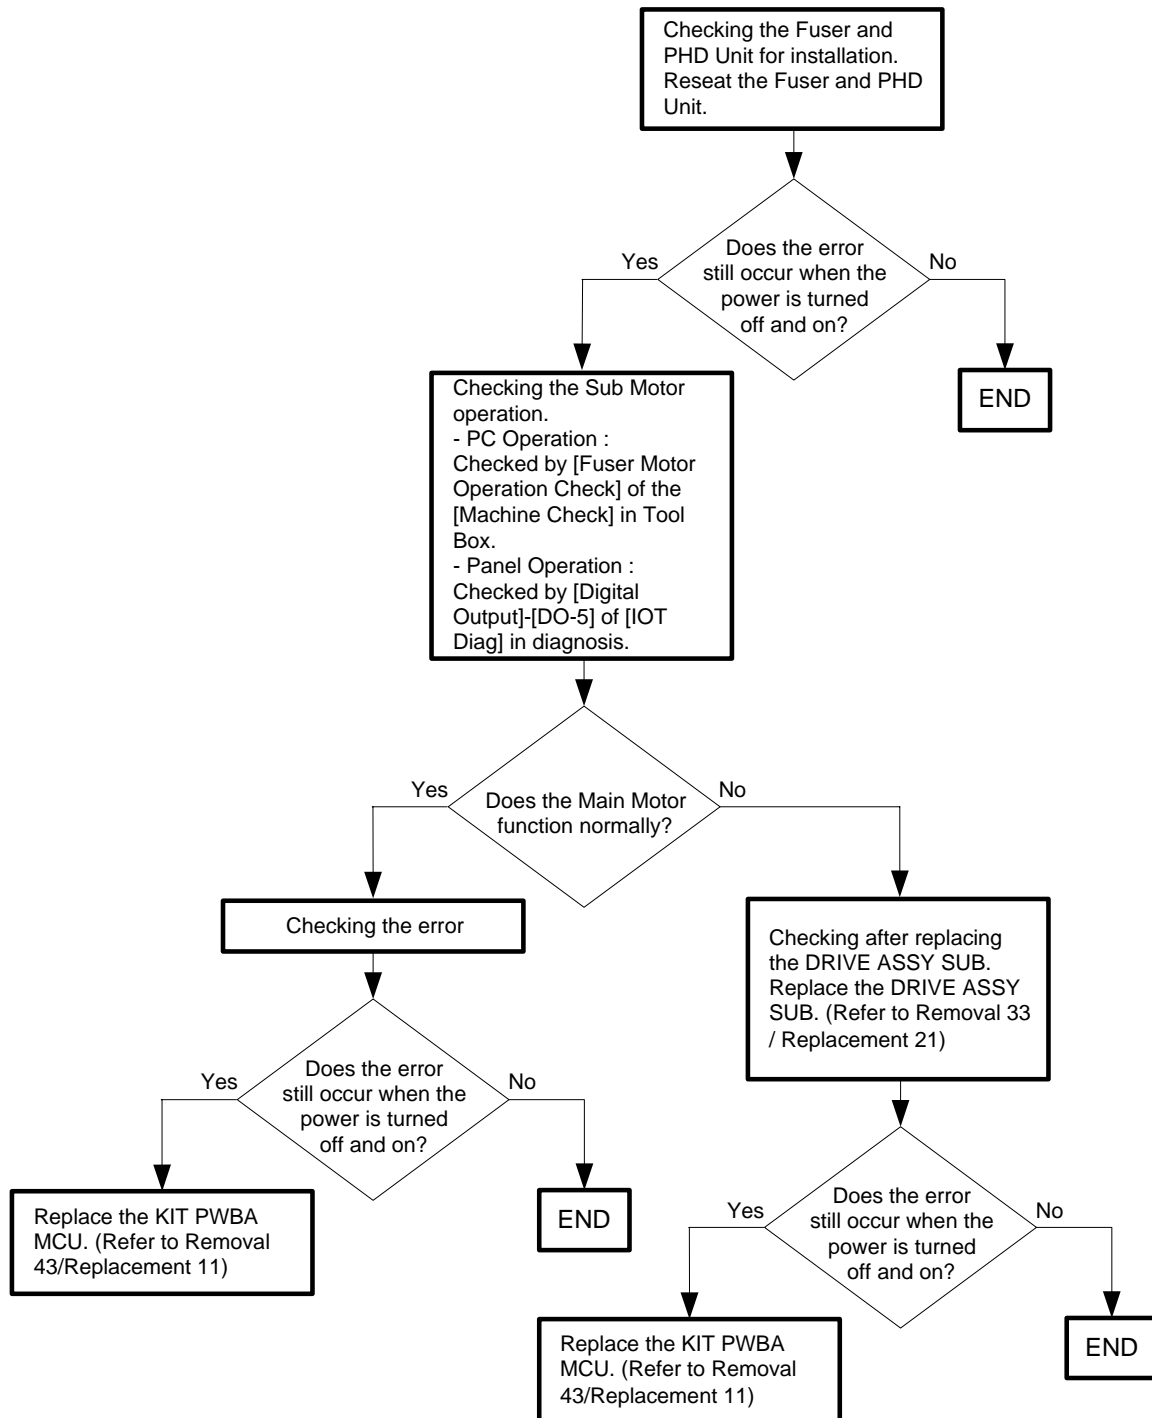 Checking the Fuser and
PHD Unit for installation.
Reseat the Fuser and PHD
Unit.
Does the error
still occur when the
power is turned
off and on?
Yes
No
END
Checking the Sub Motor
operation.
- PC Operation :
Checked by [Fuser Motor
Operation Check] of the
[Machine Check] in Tool
Box.
- Panel Operation :
Checked by [Digital
Output]-[DO-5] of [IOT
Diag] in diagnosis.
Does the Main Motor
function normally?
Yes
No
Checking the error
Checking after replacing
the DRIVE ASSY SUB.
Replace the DRIVE ASSY
SUB. (Refer to Removal 33
/ Replacement 21)
Does the error
still occur when the
power is turned
off and on?
Yes
No
Replace the KIT PWBA
MCU. (Refer to Removal
43/Replacement 11)
END
Does the error
still occur when the
power is turned
off and on?
Yes
No
Replace the KIT PWBA
MCU. (Refer to Removal
43/Replacement 11)
END